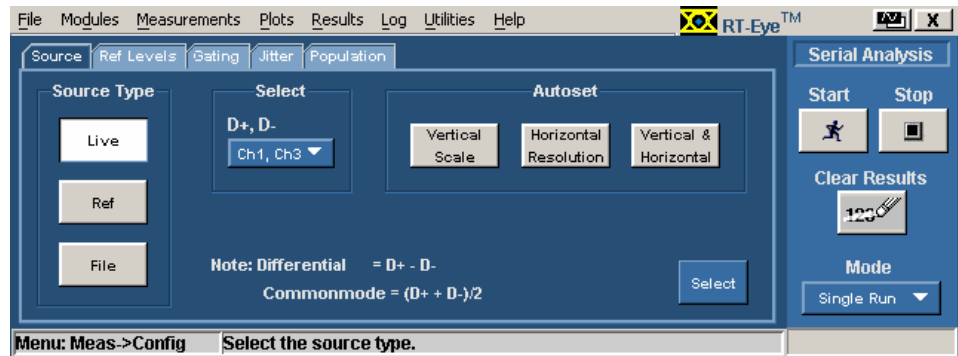 File Modules Measurements Plots Results Log Utilities Help RT-Eye™ X
Source Ref Levels Gating Jitter Population
Serial Analysis
Source Type
Live
Ref
File
Select
D+, D-
Ch1, Ch3
Autoset
Vertical Scale
Horizontal Resolution
Vertical & Horizontal
Note: Differential = D+ - D-
Commonmode = (D+ + D-)/2
Select
Start Stop
Clear Results
123
Mode
Single Run
Menu: Meas->Config Select the source type.